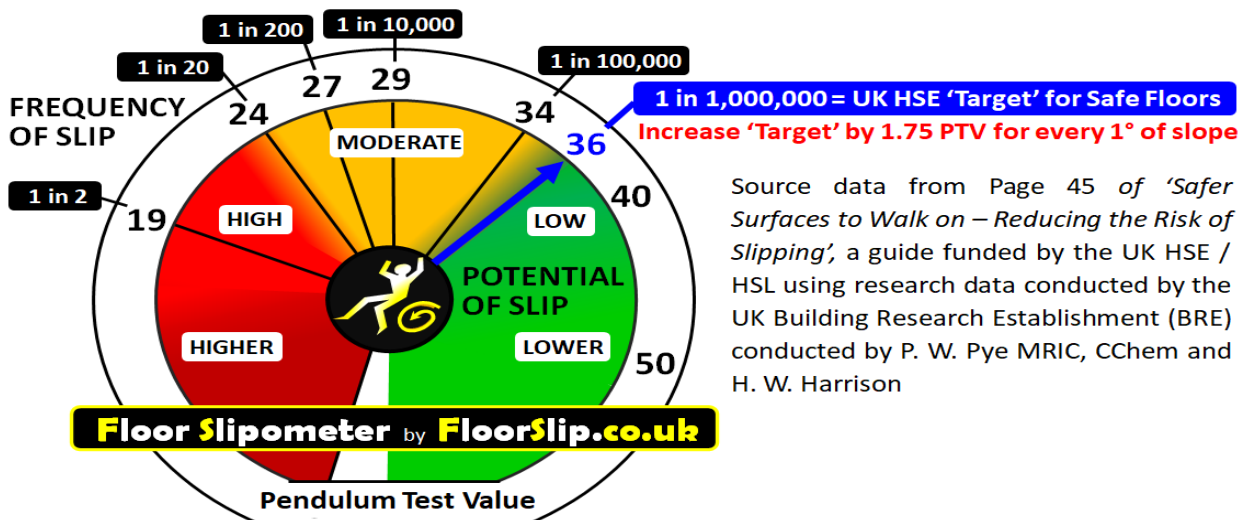 1 in 10,000
1 in 200
1 in 20
1 in 100,000
29
27
24
34
FREQUENCY
OF SLIP
1 in 1,000,000 = UK HSE ‘Target’ for Safe Floors
Increase ‘Target’ by 1.75 PTV for every 1° of slope
36
MODERATE
1 in 2
19
40
HIGH
LOW
POTENTIAL
OF SLIP
HIGHER
LOWER
50
Source data from Page 45 of ‘Safer
Surfaces to Walk on – Reducing the Risk of
Slipping’, a guide funded by the UK HSE /
HSL using research data conducted by the
UK Building Research Establishment (BRE)
conducted by P. W. Pye MRIC, CChem and
H. W. Harrison
Floor Slipometer by FloorSlip.co.uk
Pendulum Test Value